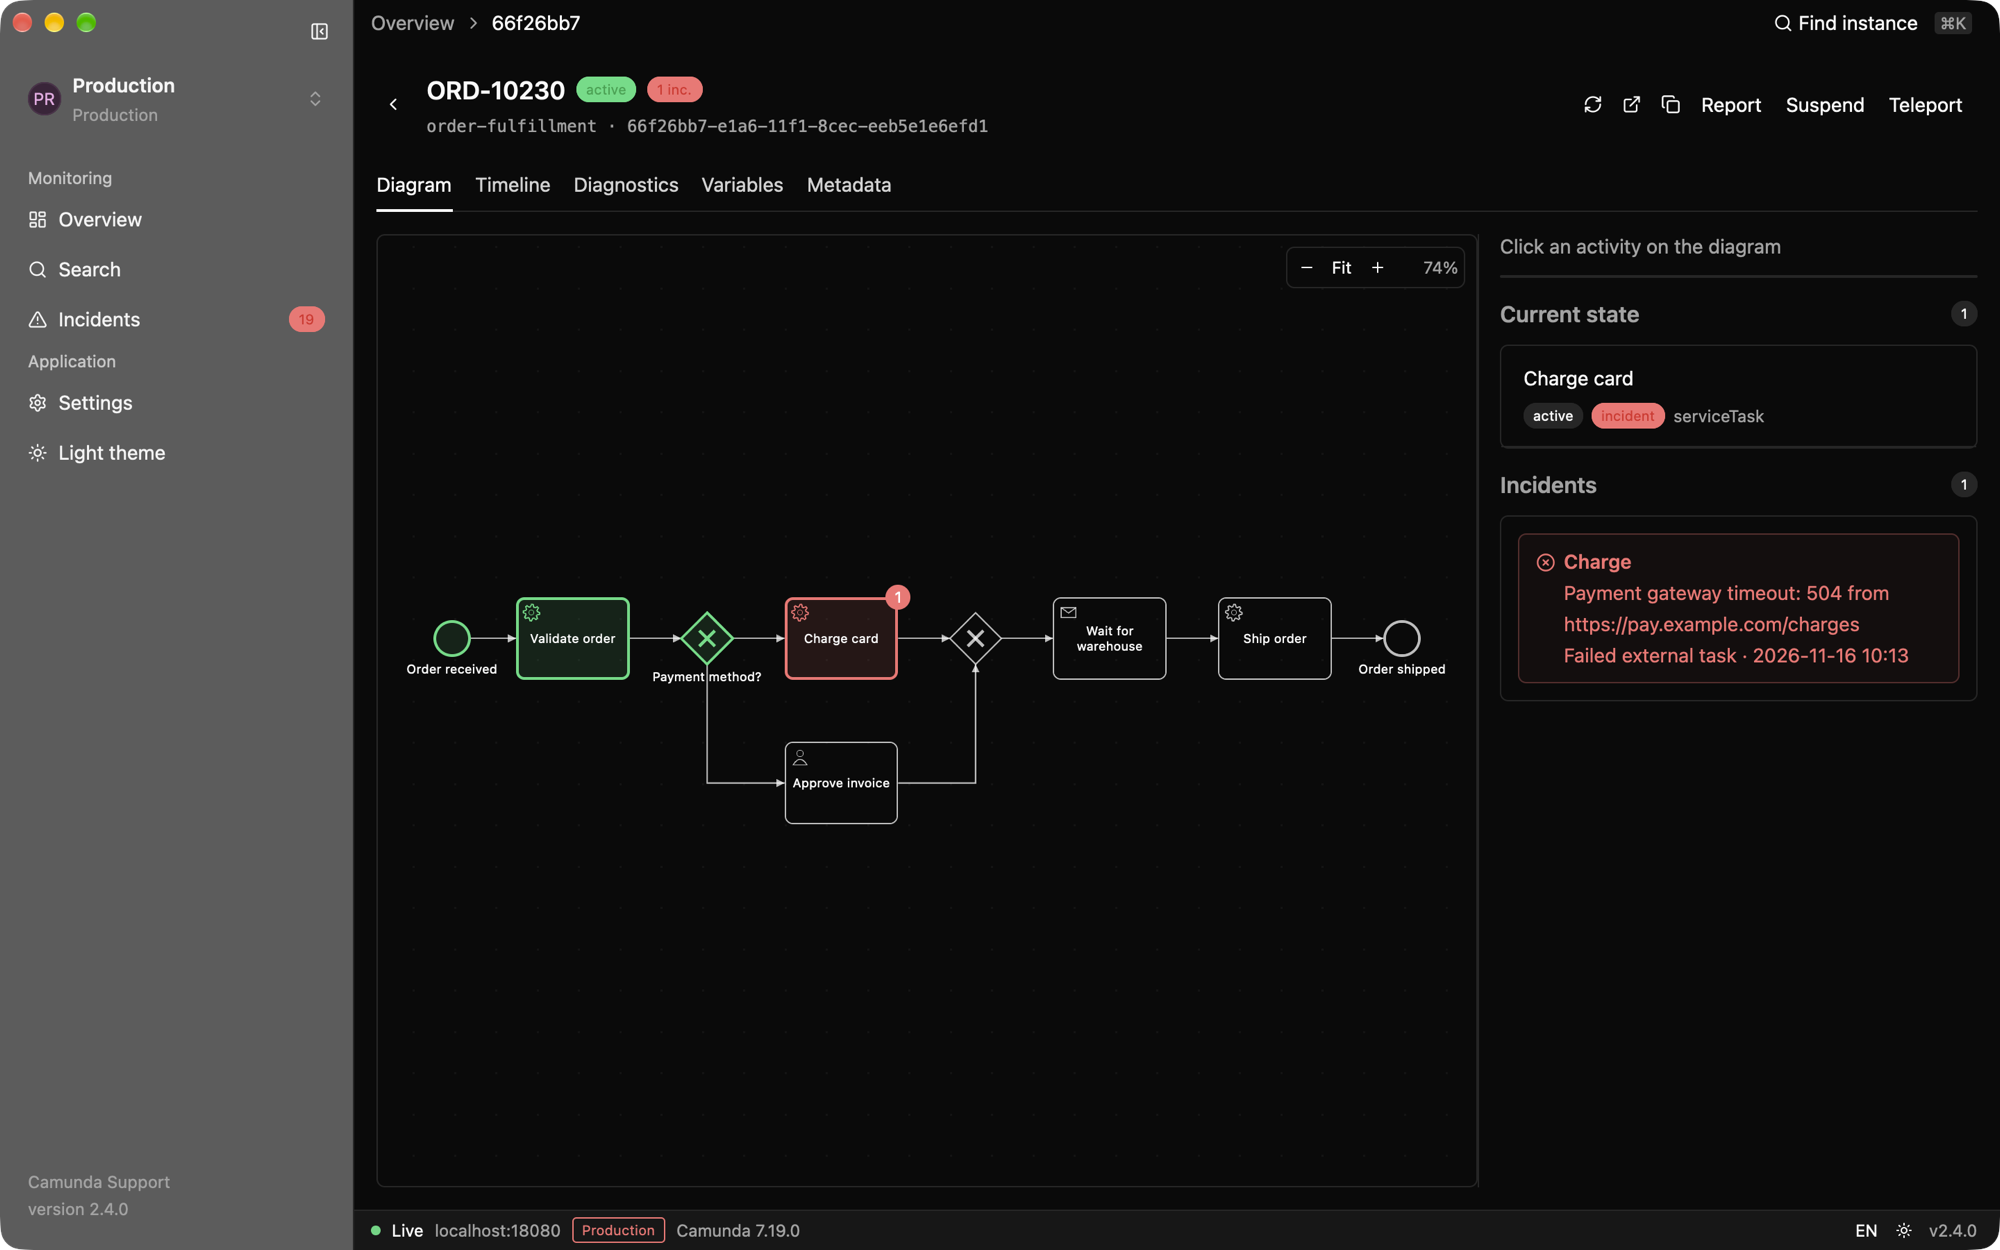 PR
Production
Production
Monitoring
Overview
Search
Incidents
19
Application
Settings
Light theme
Camunda Support
version 2.4.0
Overview > 66f26bb7
Find instance
⌘K
ORD-10230
active
1 inc.
order-fulfillment · 66f26bb7-e1a6-11f1-8cec-eeb5e1e6efd1
Report
Suspend
Teleport
Diagram
Timeline
Diagnostics
Variables
Metadata
− Fit + 74%
Order received
Validate order
Payment method?
Charge card
1
Wait for
warehouse
Ship order
Order shipped
Approve invoice
Click an activity on the diagram
Current state
1
Charge card
active
incident
serviceTask
Incidents
1
Charge
Payment gateway timeout: 504 from
https://pay.example.com/charges
Failed external task · 2026-11-16 10:13
Live
localhost:18080
Production
Camunda 7.19.0
EN
v2.4.0